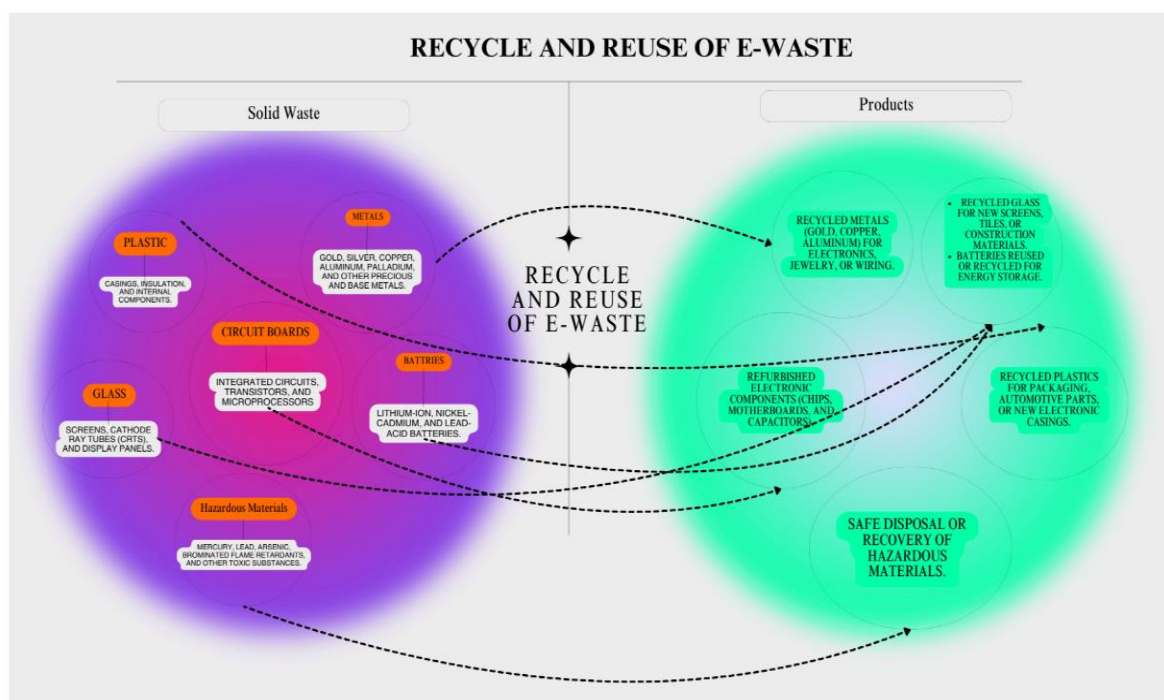 RECYCLE AND REUSE OF E-WASTE
Solid Waste
Products
PLASTIC
CASINGS, INSULATION,
AND INTERNAL
COMPONENTS.
METALS
GOLD, SILVER, COPPER,
ALUMINUM, PALLADIUM,
AND OTHER PRECIOUS
AND BASE METALS.
CIRCUIT BOARDS
INTEGRATED CIRCUITS,
TRANSISTORS, AND
MICROPROCESSORS
BATTRIES
LITHIUM-ION, NICKEL-
CADMIUM, AND LEAD-
ACID BATTERIES.
GLASS
SCREENS, CATHODE
RAY TUBES (CRTS),
AND DISPLAY PANELS.
Hazardous Materials
MERCURY, LEAD, ARSENIC,
BROMINATED FLAME RETARDANTS,
AND OTHER TOXIC SUBSTANCES.
RECYCLE
AND REUSE
OF E-WASTE
RECYCLED METALS
(GOLD, COPPER,
ALUMINUM) FOR
ELECTRONICS,
JEWELRY, OR WIRING.
• RECYCLED GLASS
FOR NEW SCREENS,
TILES, OR
CONSTRUCTION
MATERIALS.
• BATTERIES REUSED
OR RECYCLED FOR
ENERGY STORAGE.
REFURBISHED
ELECTRONIC
COMPONENTS (CHIPS,
MOTHERBOARDS, AND
CAPACITORS).
RECYCLED PLASTICS
FOR PACKAGING,
AUTOMOTIVE PARTS,
OR NEW ELECTRONIC
CASINGS.
SAFE DISPOSAL OR
RECOVERY OF
HAZARDOUS
MATERIALS.